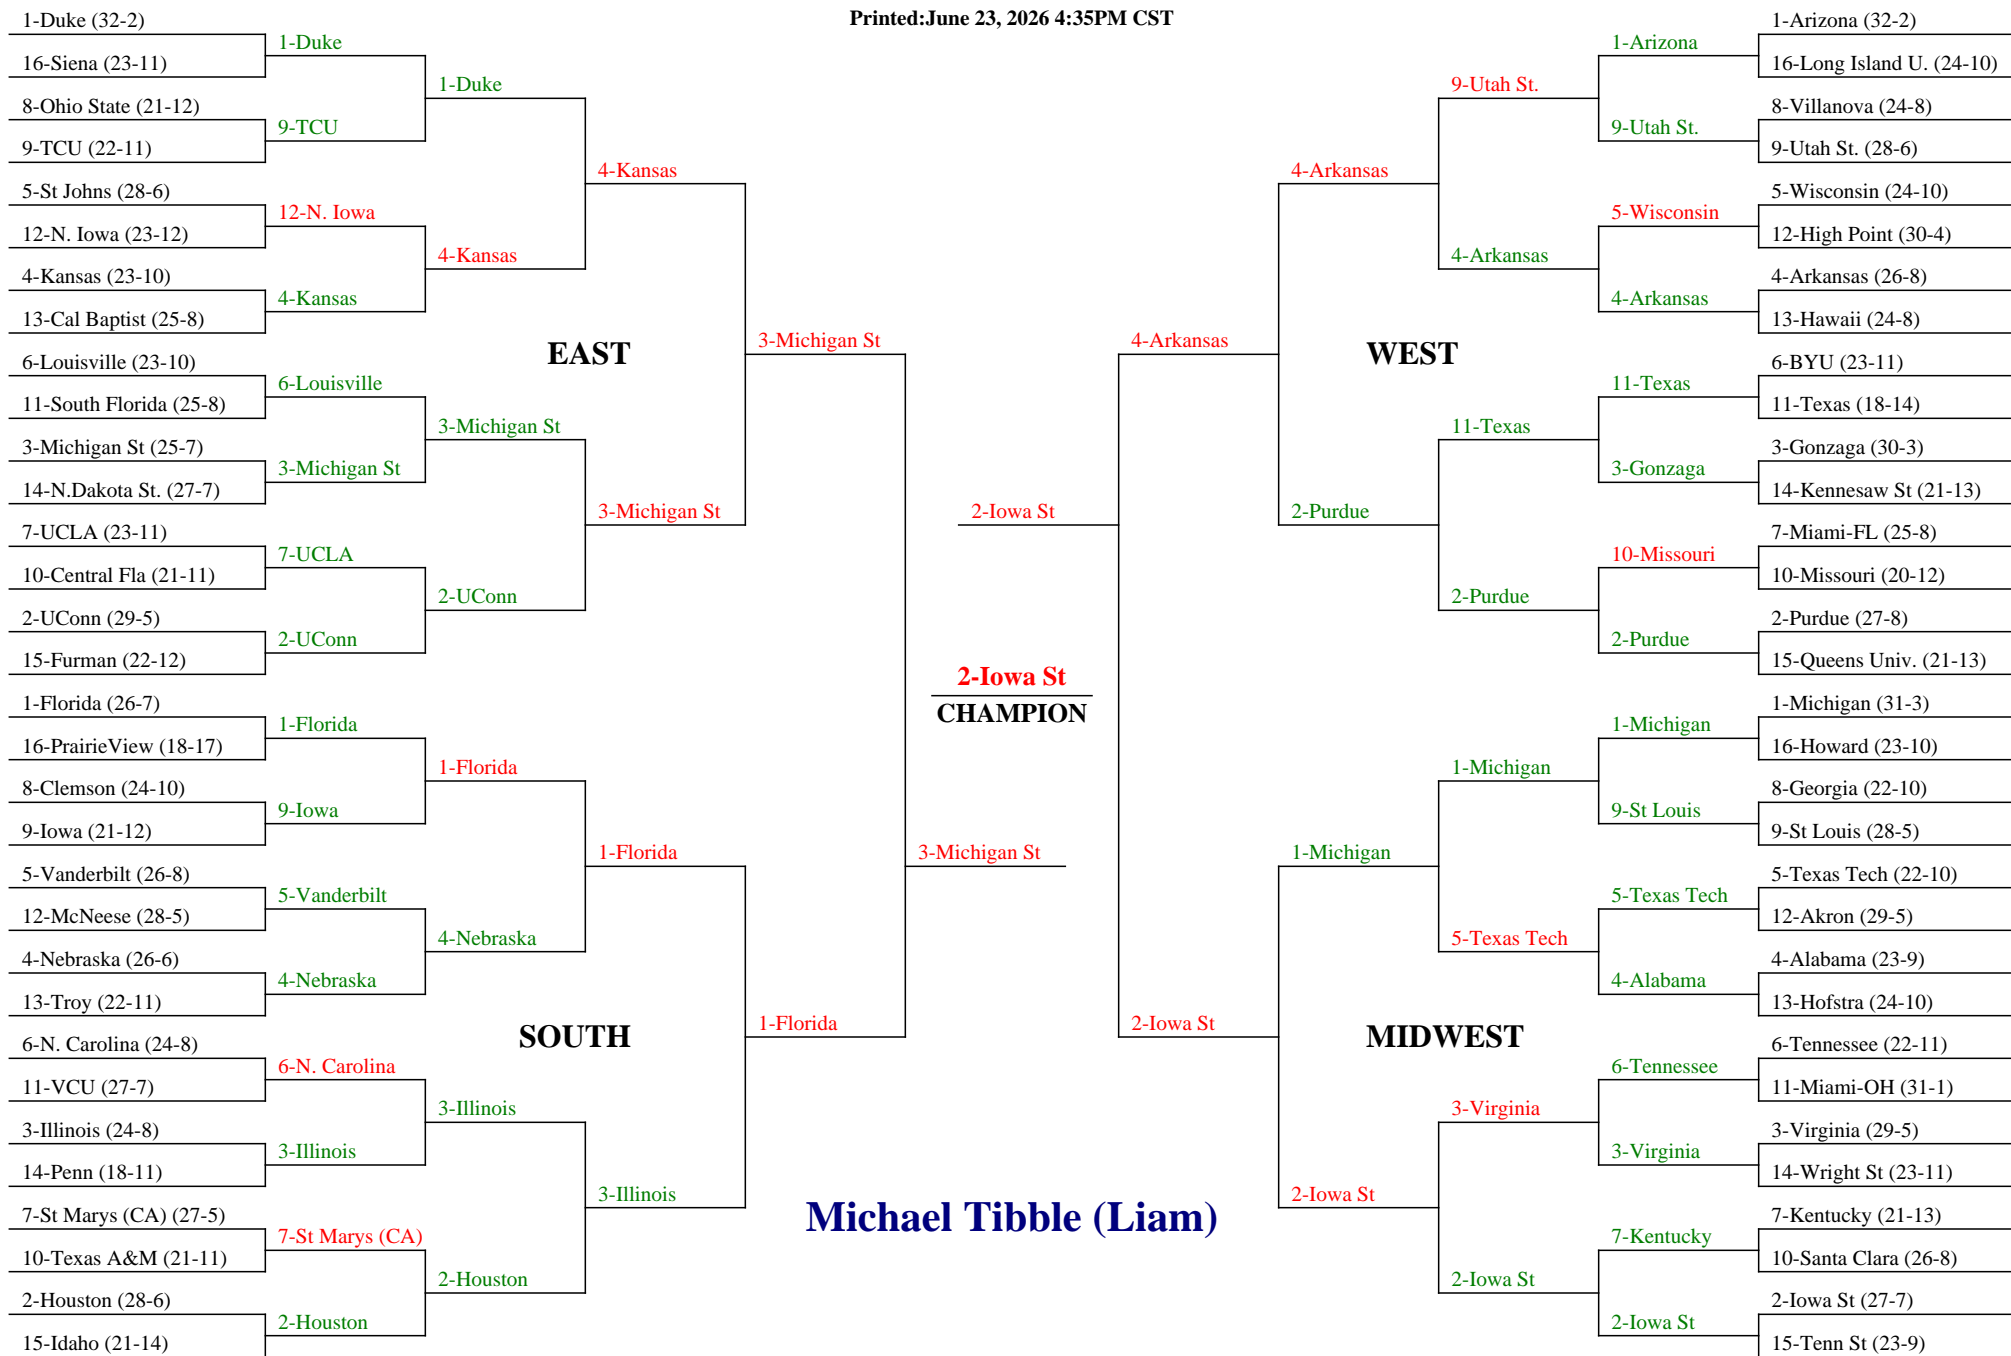 Printed:June 23, 2026 4:35PM CST
1-Duke (32-2)
16-Siena (23-11)
8-Ohio State (21-12)
9-TCU (22-11)
5-St Johns (28-6)
12-N. Iowa (23-12)
4-Kansas (23-10)
13-Cal Baptist (25-8)
6-Louisville (23-10)
11-South Florida (25-8)
3-Michigan St (25-7)
14-N.Dakota St. (27-7)
7-UCLA (23-11)
10-Central Fla (21-11)
2-UConn (29-5)
15-Furman (22-12)
1-Florida (26-7)
16-PrairieView (18-17)
8-Clemson (24-10)
9-Iowa (21-12)
5-Vanderbilt (26-8)
12-McNeese (28-5)
4-Nebraska (26-6)
13-Troy (22-11)
6-N. Carolina (24-8)
11-VCU (27-7)
3-Illinois (24-8)
14-Penn (18-11)
7-St Marys (CA) (27-5)
10-Texas A&M (21-11)
2-Houston (28-6)
15-Idaho (21-14)
1-Duke
9-TCU
12-N. Iowa
4-Kansas
6-Louisville
3-Michigan St
7-UCLA
2-UConn
1-Florida
9-Iowa
5-Vanderbilt
4-Nebraska
6-N. Carolina
3-Illinois
7-St Marys (CA)
2-Houston
1-Duke
4-Kansas
3-Michigan St
2-UConn
1-Florida
4-Nebraska
3-Illinois
2-Houston
4-Kansas
EAST
3-Michigan St
1-Florida
SOUTH
3-Illinois
3-Michigan St
1-Florida
2-Iowa St
2-Iowa St
CHAMPION
3-Michigan St
Michael Tibble (Liam)
4-Arkansas
2-Iowa St
4-Arkansas
WEST
2-Purdue
1-Michigan
MIDWEST
2-Iowa St
9-Utah St.
4-Arkansas
11-Texas
2-Purdue
1-Michigan
5-Texas Tech
3-Virginia
2-Iowa St
1-Arizona
9-Utah St.
5-Wisconsin
4-Arkansas
11-Texas
3-Gonzaga
10-Missouri
2-Purdue
1-Michigan
9-St Louis
5-Texas Tech
4-Alabama
6-Tennessee
3-Virginia
7-Kentucky
2-Iowa St
1-Arizona (32-2)
16-Long Island U. (24-10)
8-Villanova (24-8)
9-Utah St. (28-6)
5-Wisconsin (24-10)
12-High Point (30-4)
4-Arkansas (26-8)
13-Hawaii (24-8)
6-BYU (23-11)
11-Texas (18-14)
3-Gonzaga (30-3)
14-Kennesaw St (21-13)
7-Miami-FL (25-8)
10-Missouri (20-12)
2-Purdue (27-8)
15-Queens Univ. (21-13)
1-Michigan (31-3)
16-Howard (23-10)
8-Georgia (22-10)
9-St Louis (28-5)
5-Texas Tech (22-10)
12-Akron (29-5)
4-Alabama (23-9)
13-Hofstra (24-10)
6-Tennessee (22-11)
11-Miami-OH (31-1)
3-Virginia (29-5)
14-Wright St (23-11)
7-Kentucky (21-13)
10-Santa Clara (26-8)
2-Iowa St (27-7)
15-Tenn St (23-9)